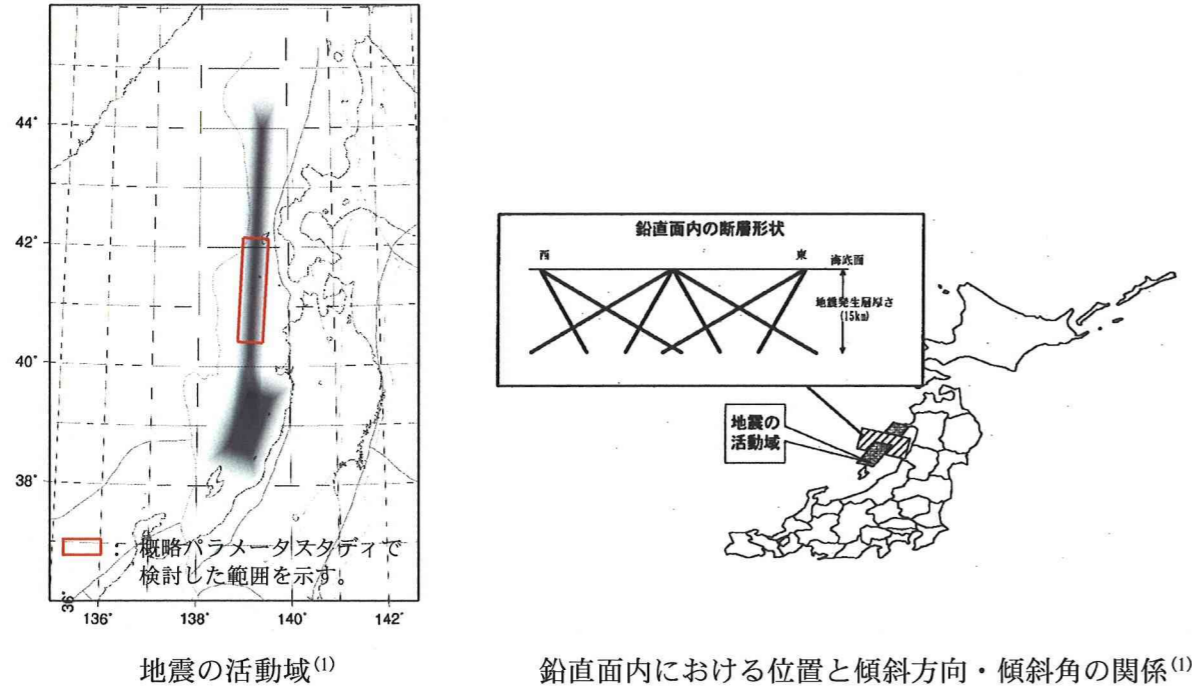 44°
42°
40°
38°
36°
136°
138°
140°
142°
: 概略パラメータスタディで
検討した範囲を示す。
地震の活動域(1)
鉛直面内の断層形状
西
東
海底面
地震発生層厚さ
(15km)
地震の
活動域
鉛直面内における位置と傾斜方向・傾斜角の関係(1)